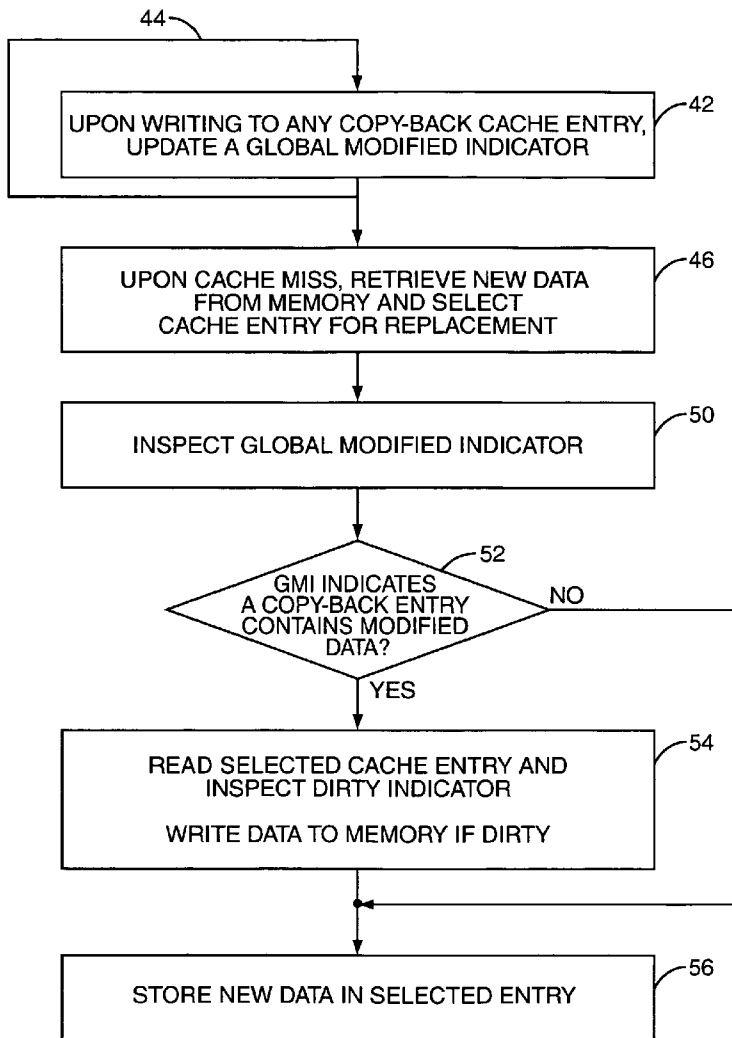 44
42
UPON WRITING TO ANY COPY-BACK CACHE ENTRY,
UPDATE A GLOBAL MODIFIED INDICATOR
46
UPON CACHE MISS, RETRIEVE NEW DATA
FROM MEMORY AND SELECT
CACHE ENTRY FOR REPLACEMENT
50
INSPECT GLOBAL MODIFIED INDICATOR
52
GMI INDICATES
A COPY-BACK ENTRY
CONTAINS MODIFIED
DATA?
NO
YES
54
READ SELECTED CACHE ENTRY AND
INSPECT DIRTY INDICATOR
WRITE DATA TO MEMORY IF DIRTY
56
STORE NEW DATA IN SELECTED ENTRY